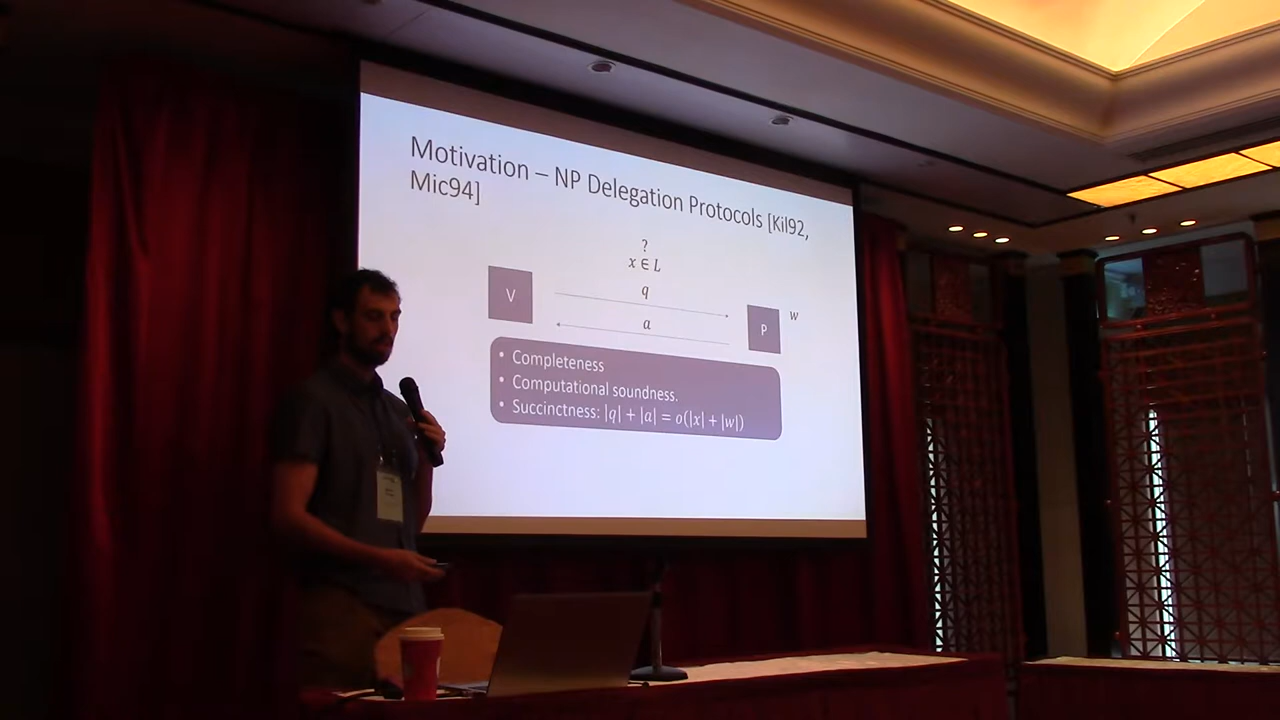 Motivation – NP Delegation Protocols [Kil92,
Mic94]
?
x ∈ L
V
q
a
P
w
• Completeness
• Computational soundness.
• Succinctness: |q| + |a| = o(|x| + |w|)